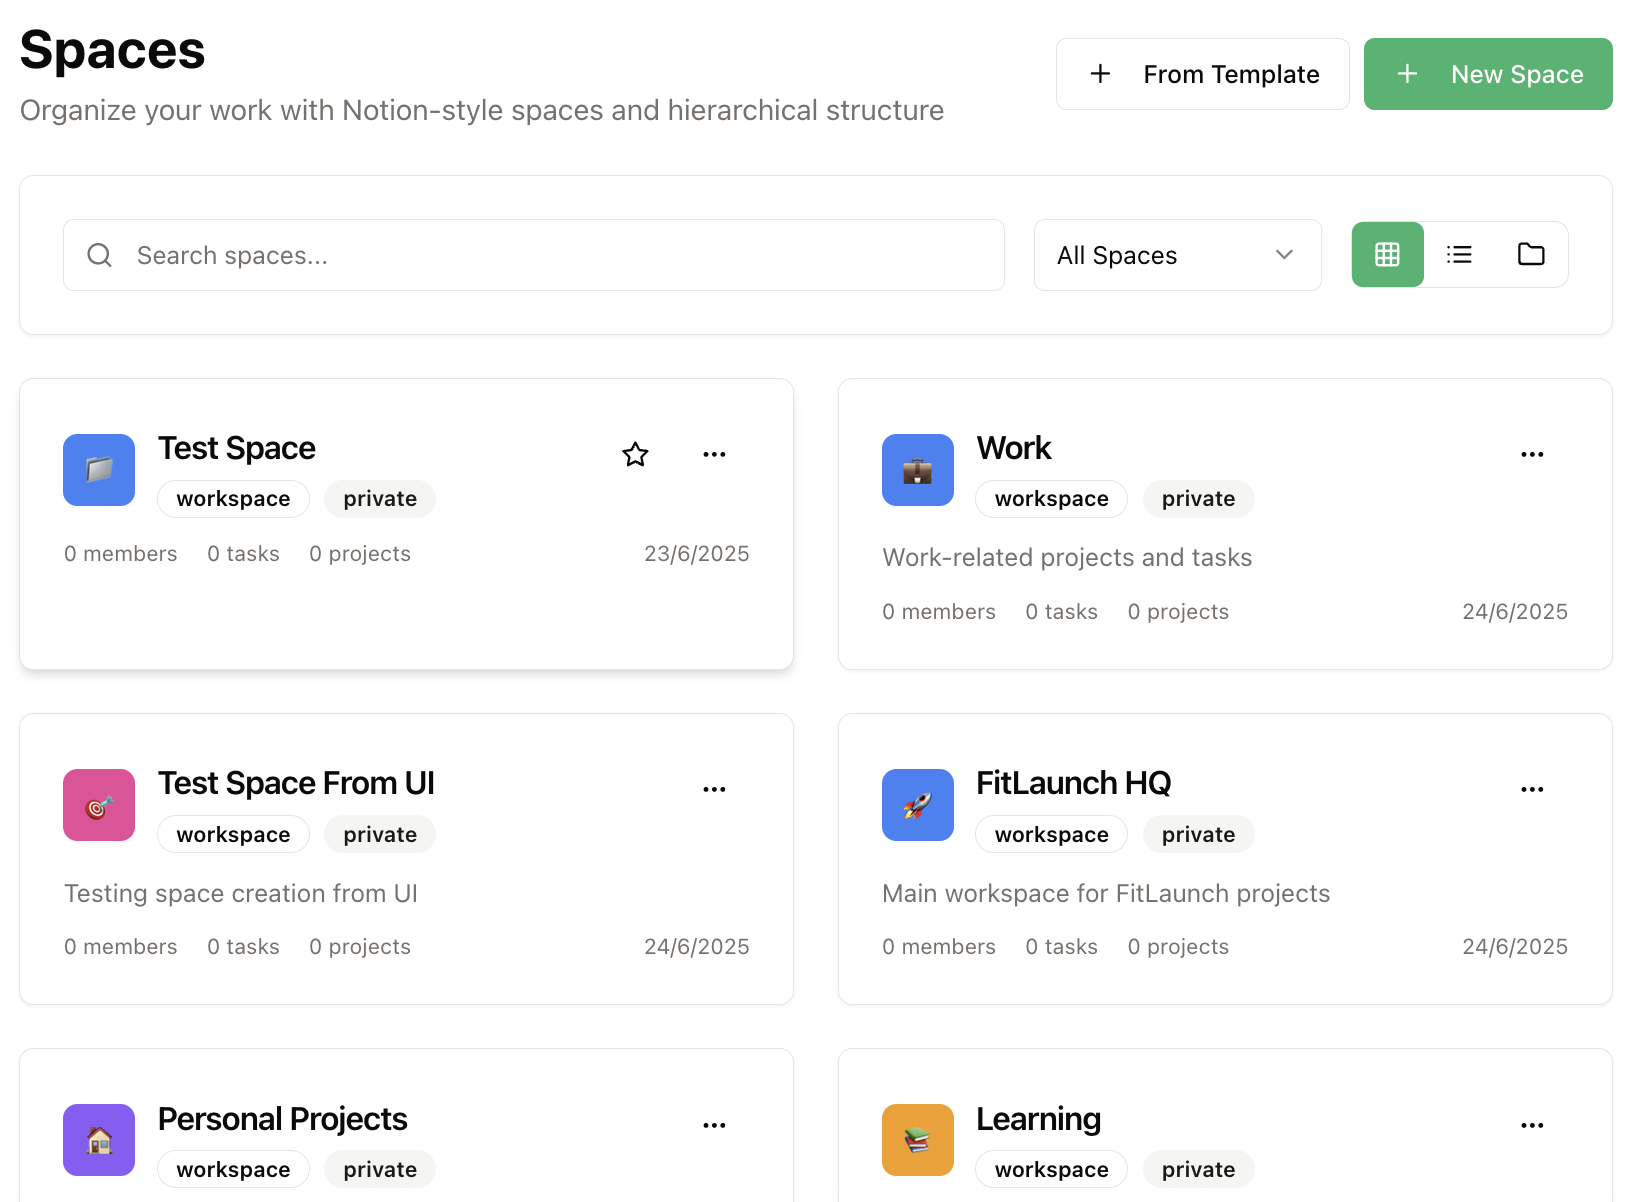 Spaces
Organize your work with Notion-style spaces and hierarchical structure
From Template
New Space
Search spaces...
All Spaces
Test Space
workspace private
0 members 0 tasks 0 projects 23/6/2025
Work
workspace private
Work-related projects and tasks
0 members 0 tasks 0 projects 24/6/2025
Test Space From UI
workspace private
Testing space creation from UI
0 members 0 tasks 0 projects 24/6/2025
FitLaunch HQ
workspace private
Main workspace for FitLaunch projects
0 members 0 tasks 0 projects 24/6/2025
Personal Projects
workspace private
Learning
workspace private